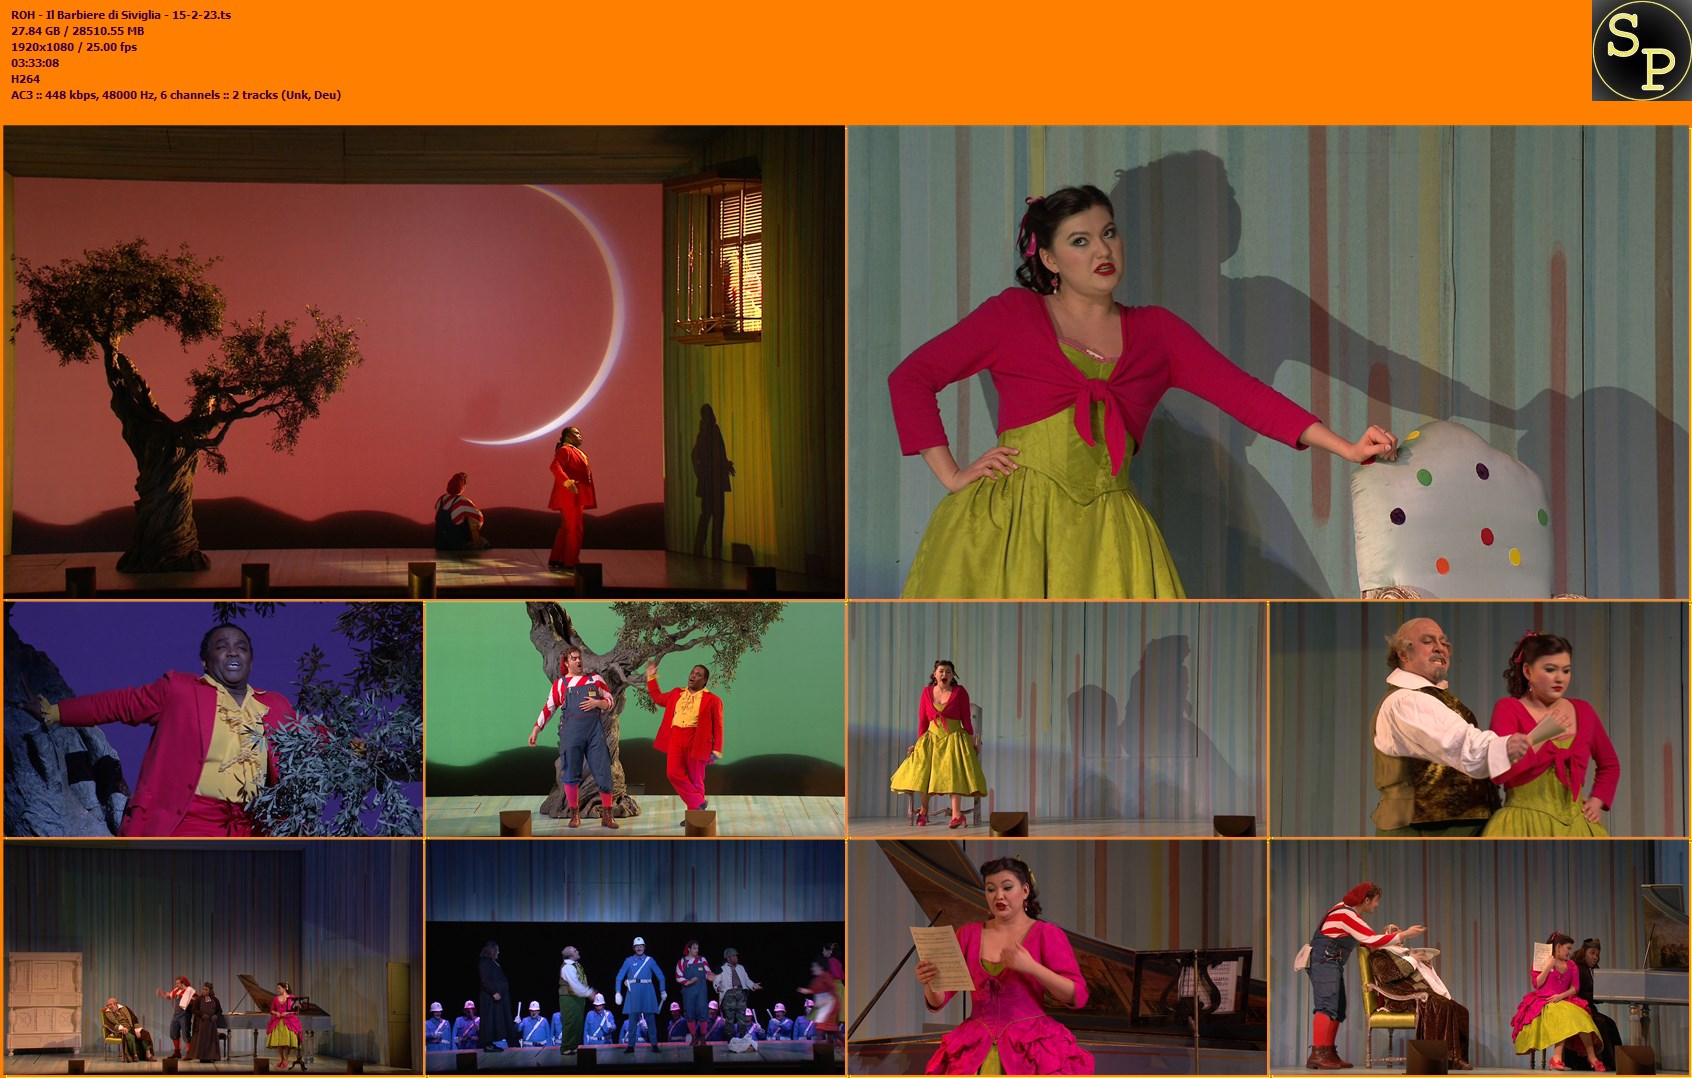 ROH - Il Barbiere di Siviglia - 15-2-23.ts
27.84 GB / 28510.55 MB
1920x1080 / 25.00 fps
03:33:08
H264
AC3 :: 448 kbps, 48000 Hz, 6 channels :: 2 tracks (Unk, Deu)
SP